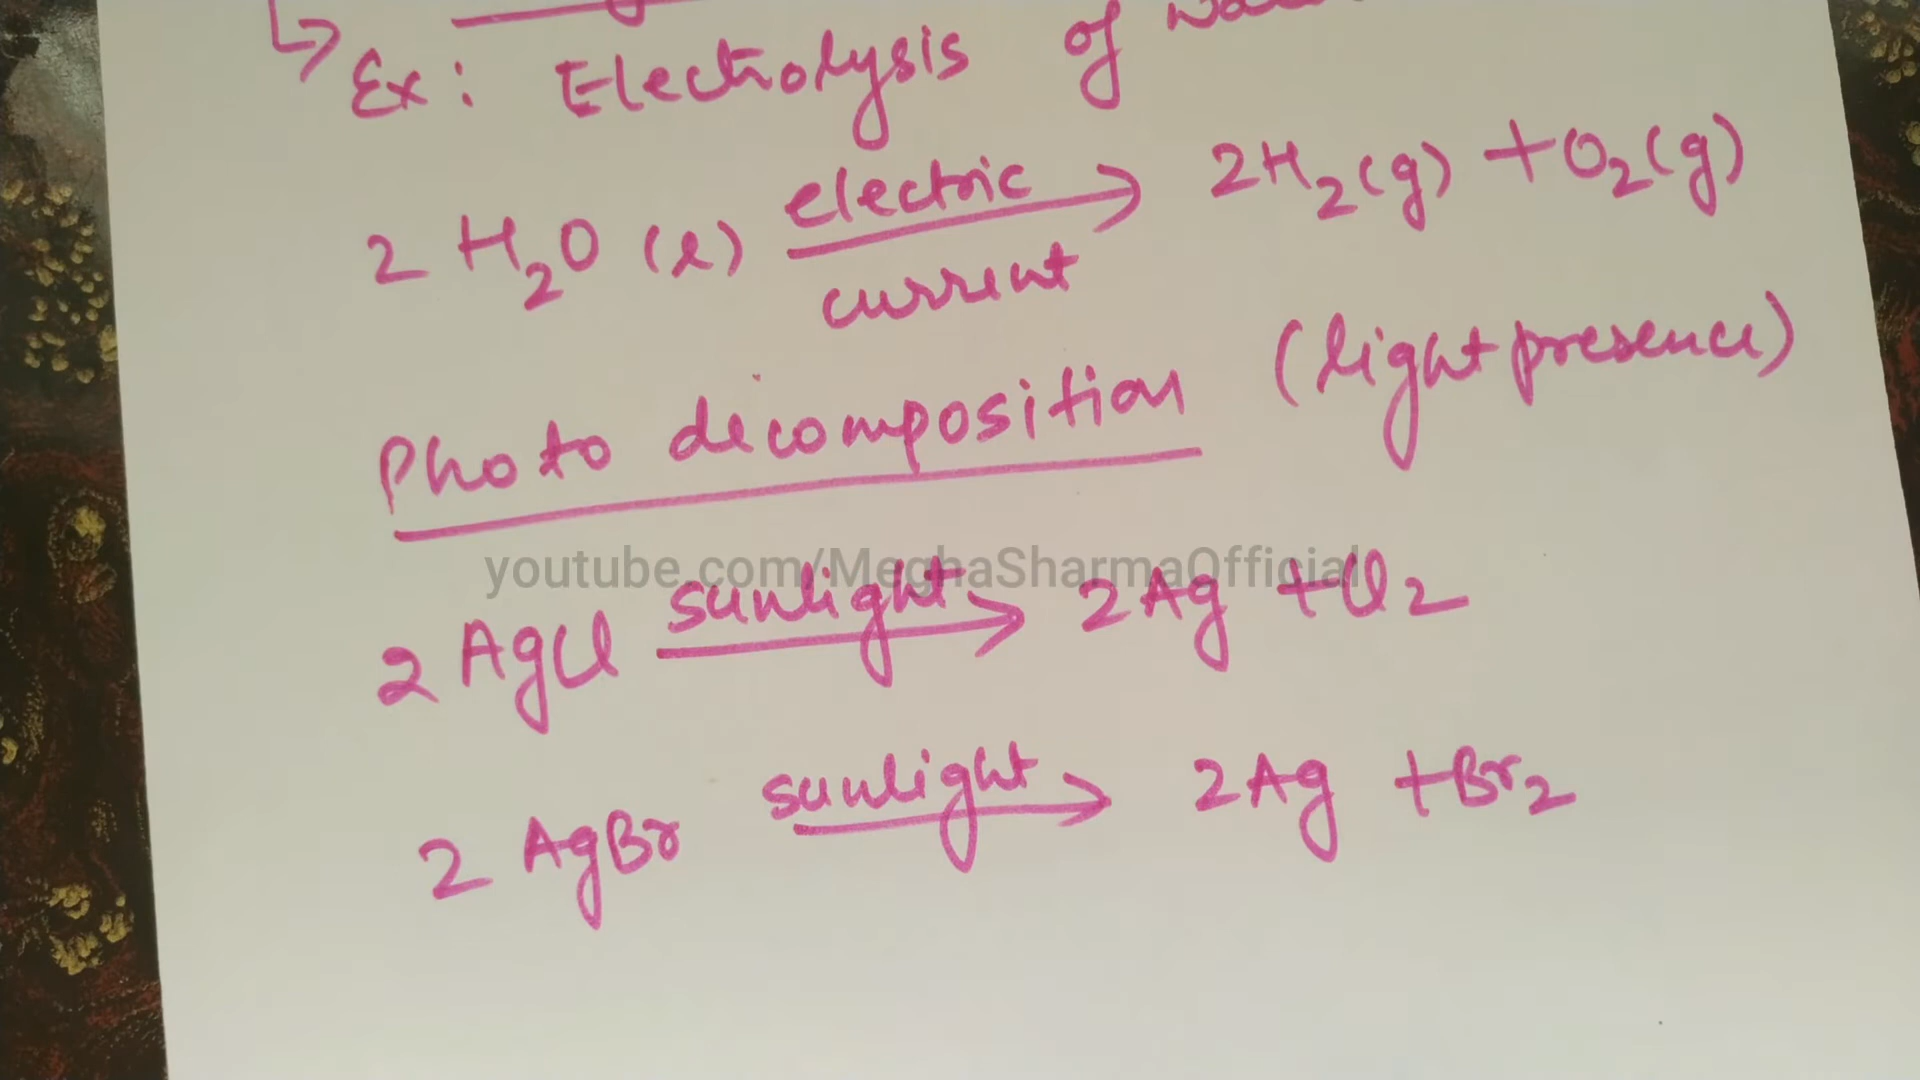 Ex: Electrolysis of
2 H₂O (l) electric current → 2H₂(g) + O₂(g)
Photo decomposition (light presence)
youtube.com/MeghaSharmaOfficial
2 AgCl sunlight → 2Ag + Cl₂
2 AgBr sunlight → 2Ag + Br₂